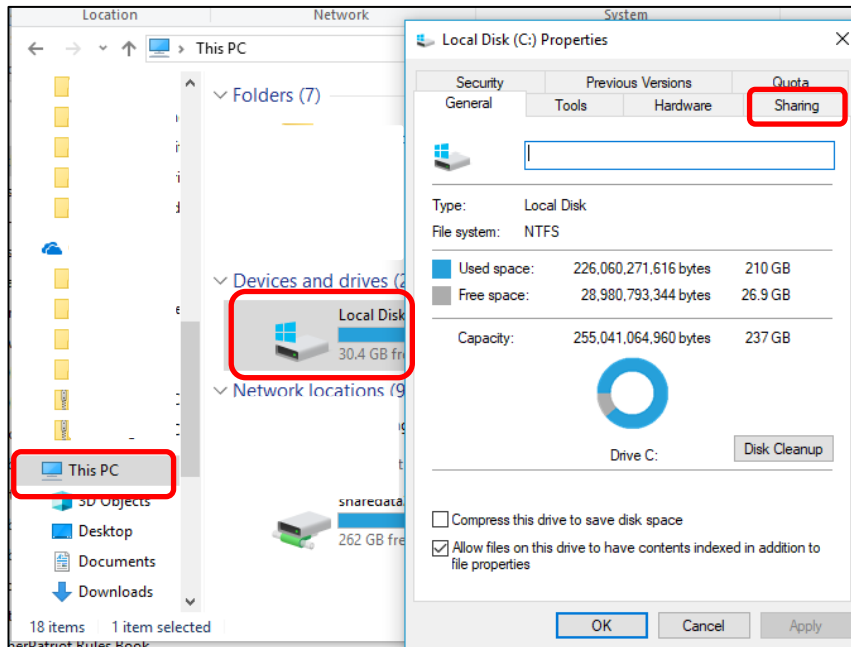 Location Network System
This PC
Folders (7)
Devices and drives (2
Local Disk
30.4 GB fr
Network locations (9
sharedata
262 GB fre
This PC
3D Objects
Desktop
Documents
Downloads
18 items 1 item selected
Rules Book
Local Disk (C:) Properties
Security Previous Versions Quota
General Tools Hardware Sharing
Type: Local Disk
File system: NTFS
Used space: 226,060,271,616 bytes 210 GB
Free space: 28,980,793,344 bytes 26.9 GB
Capacity: 255,041,064,960 bytes 237 GB
Drive C:
Disk Cleanup
Compress this drive to save disk space
Allow files on this drive to have contents indexed in addition to
file properties
OK Cancel Apply